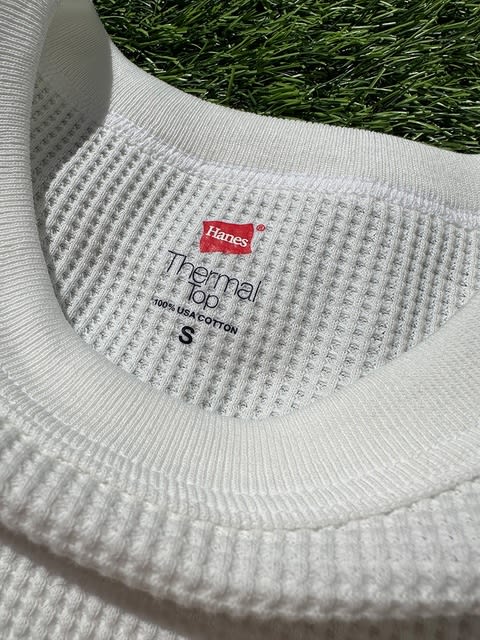 Hanes®
Thermal
Top
100% USA COTTON
S